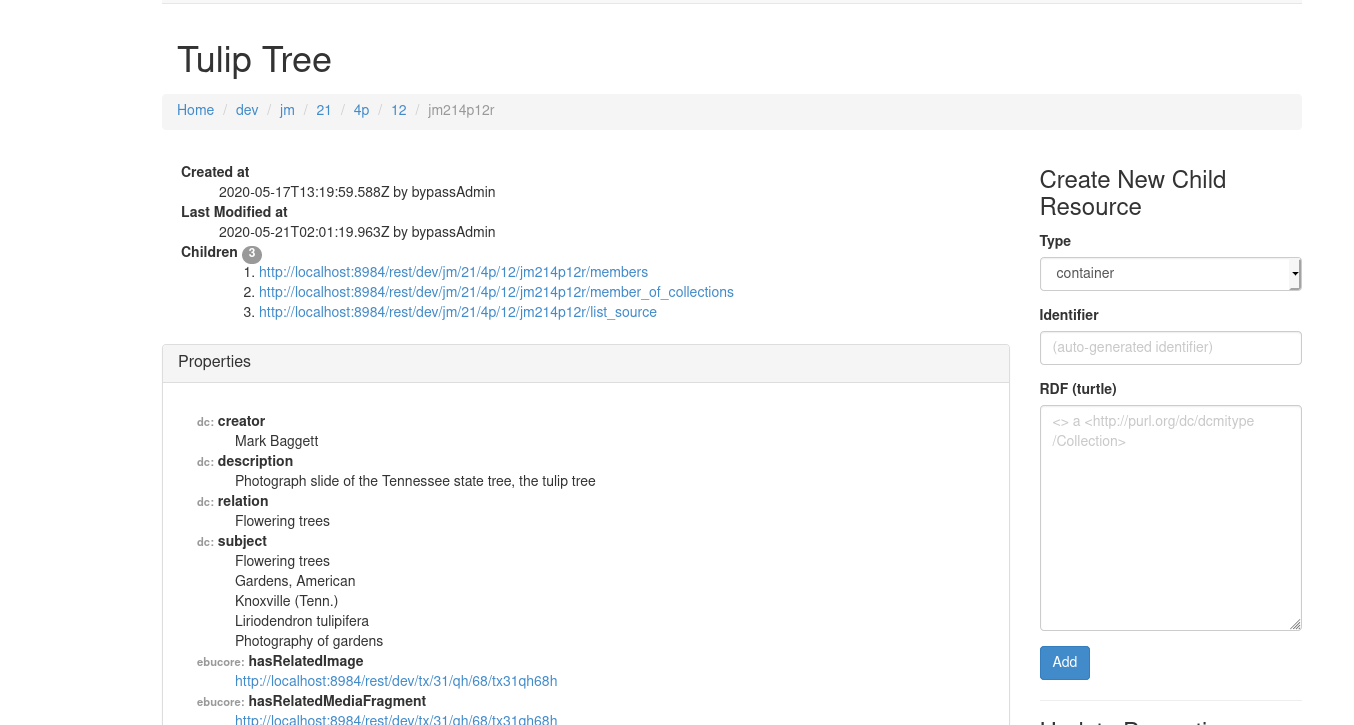 Tulip Tree
Home / dev / jm / 21 / 4p / 12 / jm214p12r
Created at
2020-05-17T13:19:59.588Z by bypassAdmin
Last Modified at
2020-05-21T02:01:19.963Z by bypassAdmin
Children 3
1. http://localhost:8984/rest/dev/jm/21/4p/12/jm214p12r/members
2. http://localhost:8984/rest/dev/jm/21/4p/12/jm214p12r/member_of_collections
3. http://localhost:8984/rest/dev/jm/21/4p/12/jm214p12r/list_source
Properties
dc: creator
Mark Baggett
dc: description
Photograph slide of the Tennessee state tree, the tulip tree
dc: relation
Flowering trees
dc: subject
Flowering trees
Gardens, American
Knoxville (Tenn.)
Liriodendron tulipifera
Photography of gardens
ebucore: hasRelatedImage
http://localhost:8984/rest/dev/tx/31/qh/68/tx31qh68h
ebucore: hasRelatedMediaFragment
http://localhost:8984/rest/dev/tx/31/qh/68/tx31qh68h
Create New Child
Resource
Type
container
Identifier
(auto-generated identifier)
RDF (turtle)
<> a <http://purl.org/dc/dcmitype
/Collection>
Add